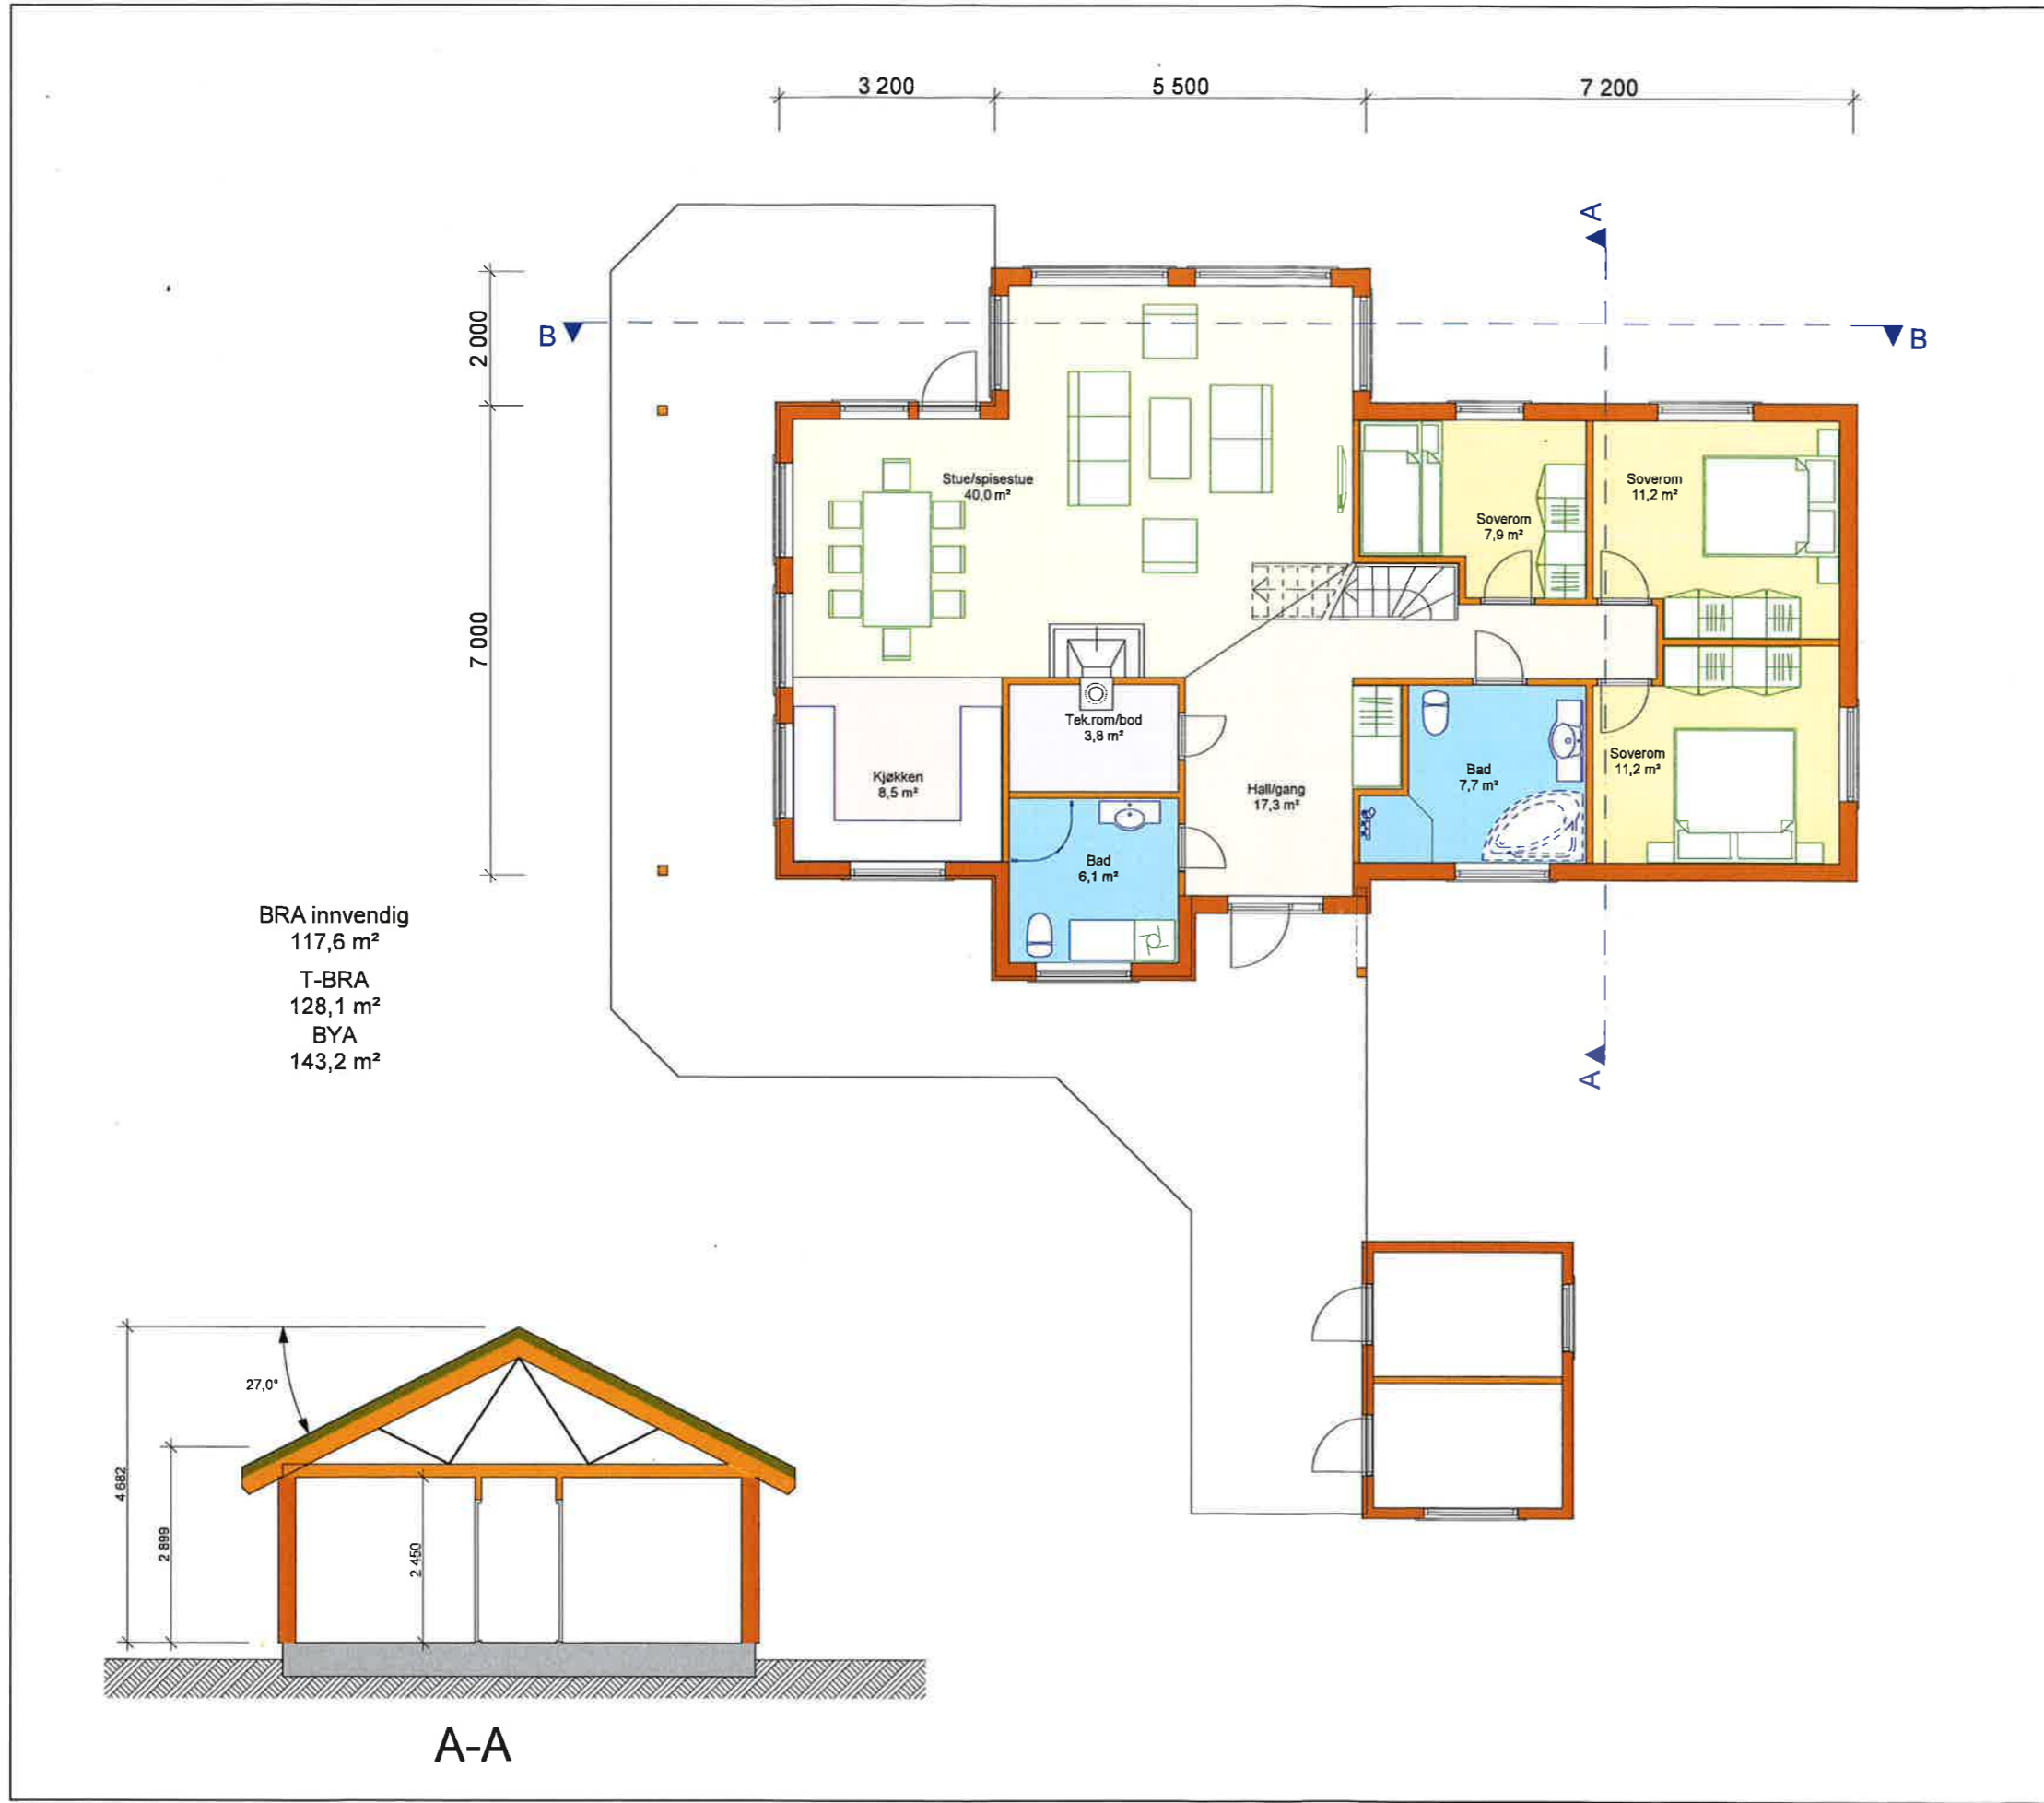 3 200
5 500
7 200
A
2 000
B
B
7 000
Stue/spisestue
40,0 m²
Soverom
7,9 m²
Soverom
11,2 m²
Tek.rom/bod
3,8 m²
Kjøkken
8,5 m²
Hall/gang
17,3 m²
Bad
7,7 m²
Soverom
11,2 m²
Bad
6,1 m²
BRA innvendig
117,6 m²
T-BRA
128,1 m²
BYA
143,2 m²
A
27,0°
4 682
2 899
2 450
A-A